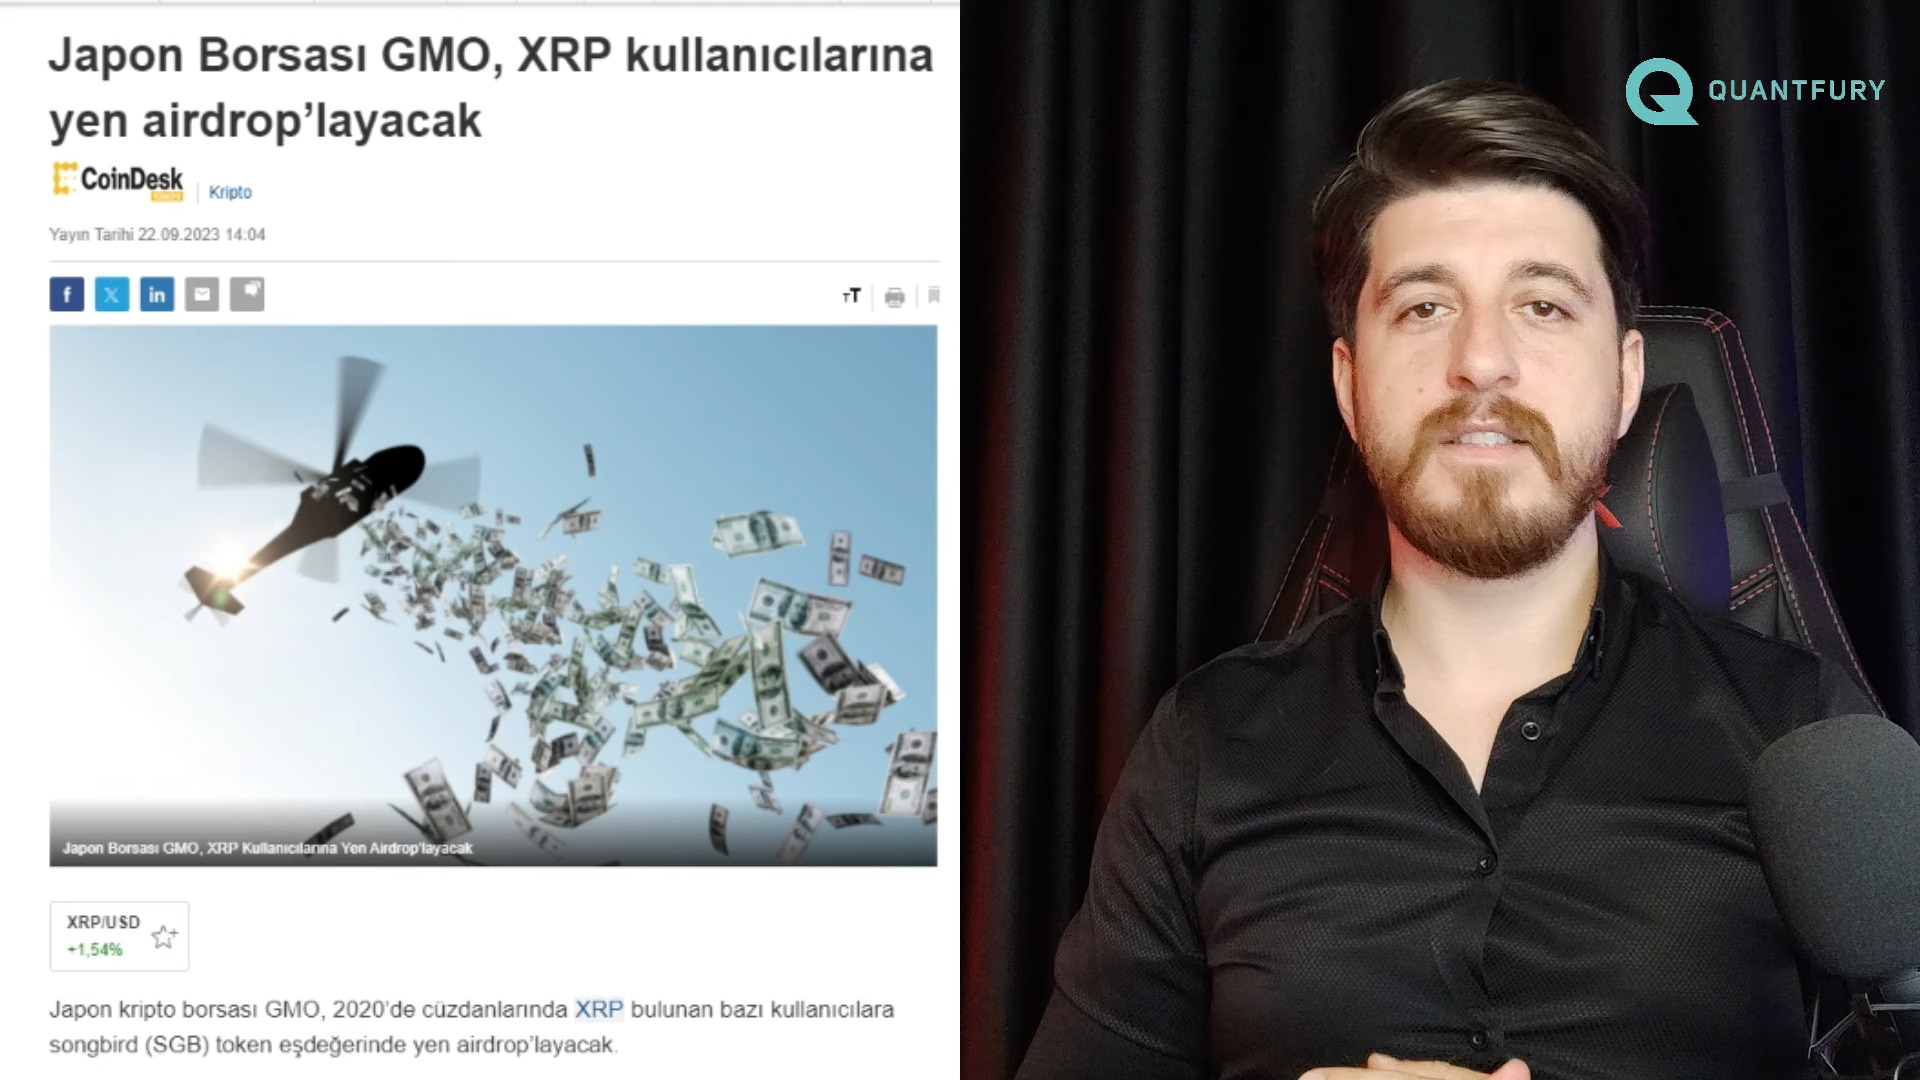 Japon Borsası GMO, XRP kullanıcılarına
yen airdrop’layacak
CoinDesk
Kripto
Yayın Tarihi 22.09.2023 14:04
f
in
TT
Japon Borsası GMO, XRP Kullanıcılarına Yen Airdrop'layacak
XRP/USD
+1,54%
Japon kripto borsası GMO, 2020'de cüzdanlarında XRP bulunan bazı kullanıcılara
songbird (SGB) token eşdeğerinde yen airdrop'layacak.
QUANTFURY